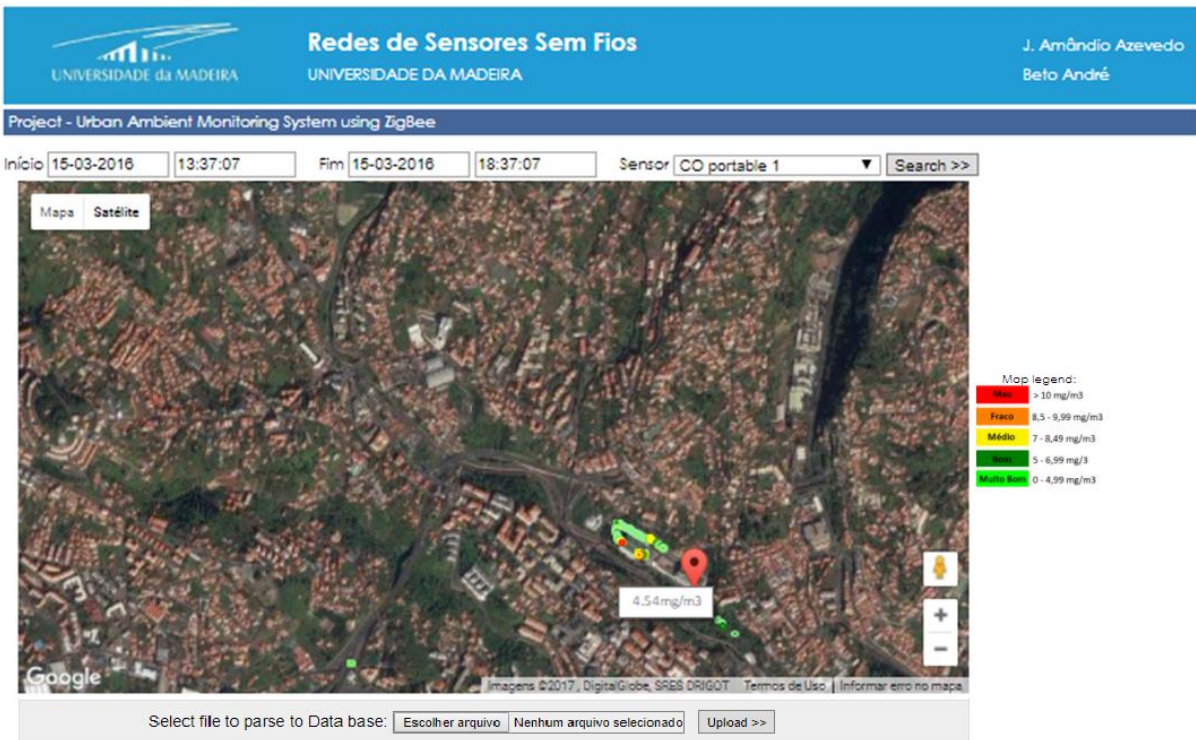 UNIVERSIDADE da MADEIRA
Redes de Sensores Sem Fios
UNIVERSIDADE DA MADEIRA
J. Amândio Azevedo
Beto André
Project - Urban Ambient Monitoring System using ZigBee
Início 15-03-2016 13:37:07 Fim 15-03-2016 18:37:07 Sensor CO portable 1 Search >>
Mapa Satélite
Map legend:
Mau > 10 mg/m3
Fraco 8,5 - 9,99 mg/m3
Médio 7 - 8,49 mg/m3
Bom 5 - 6,99 mg/3
Muito Bom 0 - 4,99 mg/m3
4.54mg/m3
+
−
Google
Imagens ©2017 , DigitalGlobe, SRES DRIGOT Termos de Uso Informar erro no mapa
Select file to parse to Data base: Escolher arquivo Nenhum arquivo selecionado Upload >>